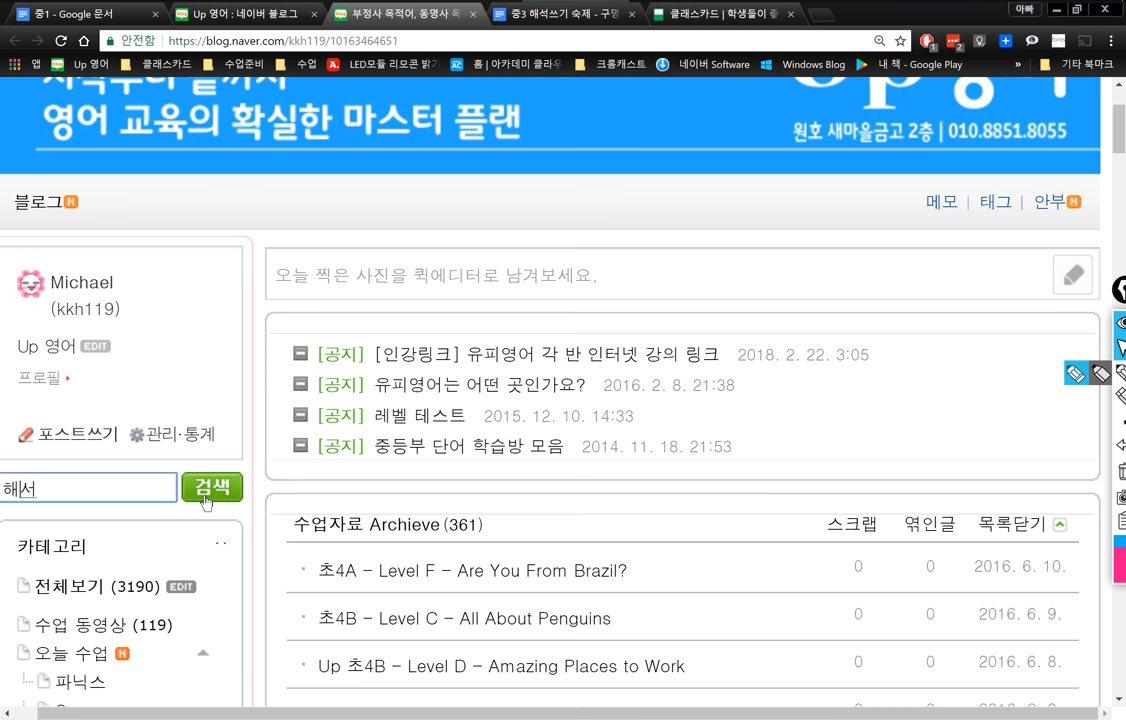 중1 - Google 문서
Up 영어 : 네이버 블로그
부정사 목적어, 동명사 목
중3 해석쓰기 숙제 - 구멍
클래스카드 | 학생들이 좋
아빠
안전함
https://blog.naver.com/kkh119/10163464651
앱
Up 영어
클래스카드
수업준비
수업
LED모듈 리모콘 밝기
홈 | 아카데미 클라우
크롬캐스트
네이버 Software
Windows Blog
내 책 - Google Play
»
기타 북마크
영어 교육의 확실한 마스터 플랜
원호 새마을금고 2층 | 010.8851.8055
블로그 N
메모 | 태그 | 안부 N
Michael
(kkh119)
Up 영어 EDIT
프로필
포스트쓰기 관리·통계
해서
검색
카테고리
전체보기 (3190) EDIT
수업 동영상 (119)
오늘 수업 N
파닉스
오늘 찍은 사진을 퀵에디터로 남겨보세요.
[공지] [인강링크] 유피영어 각 반 인터넷 강의 링크 2018. 2. 22. 3:05
[공지] 유피영어는 어떤 곳인가요? 2016. 2. 8. 21:38
[공지] 레벨 테스트 2015. 12. 10. 14:33
[공지] 중등부 단어 학습방 모음 2014. 11. 18. 21:53
수업자료 Archieve (361) 스크랩 엮인글 목록닫기
초4A - Level F - Are You From Brazil? 0 0 2016. 6. 10.
초4B - Level C - All About Penguins 0 0 2016. 6. 9.
Up 초4B - Level D - Amazing Places to Work 0 0 2016. 6. 8.